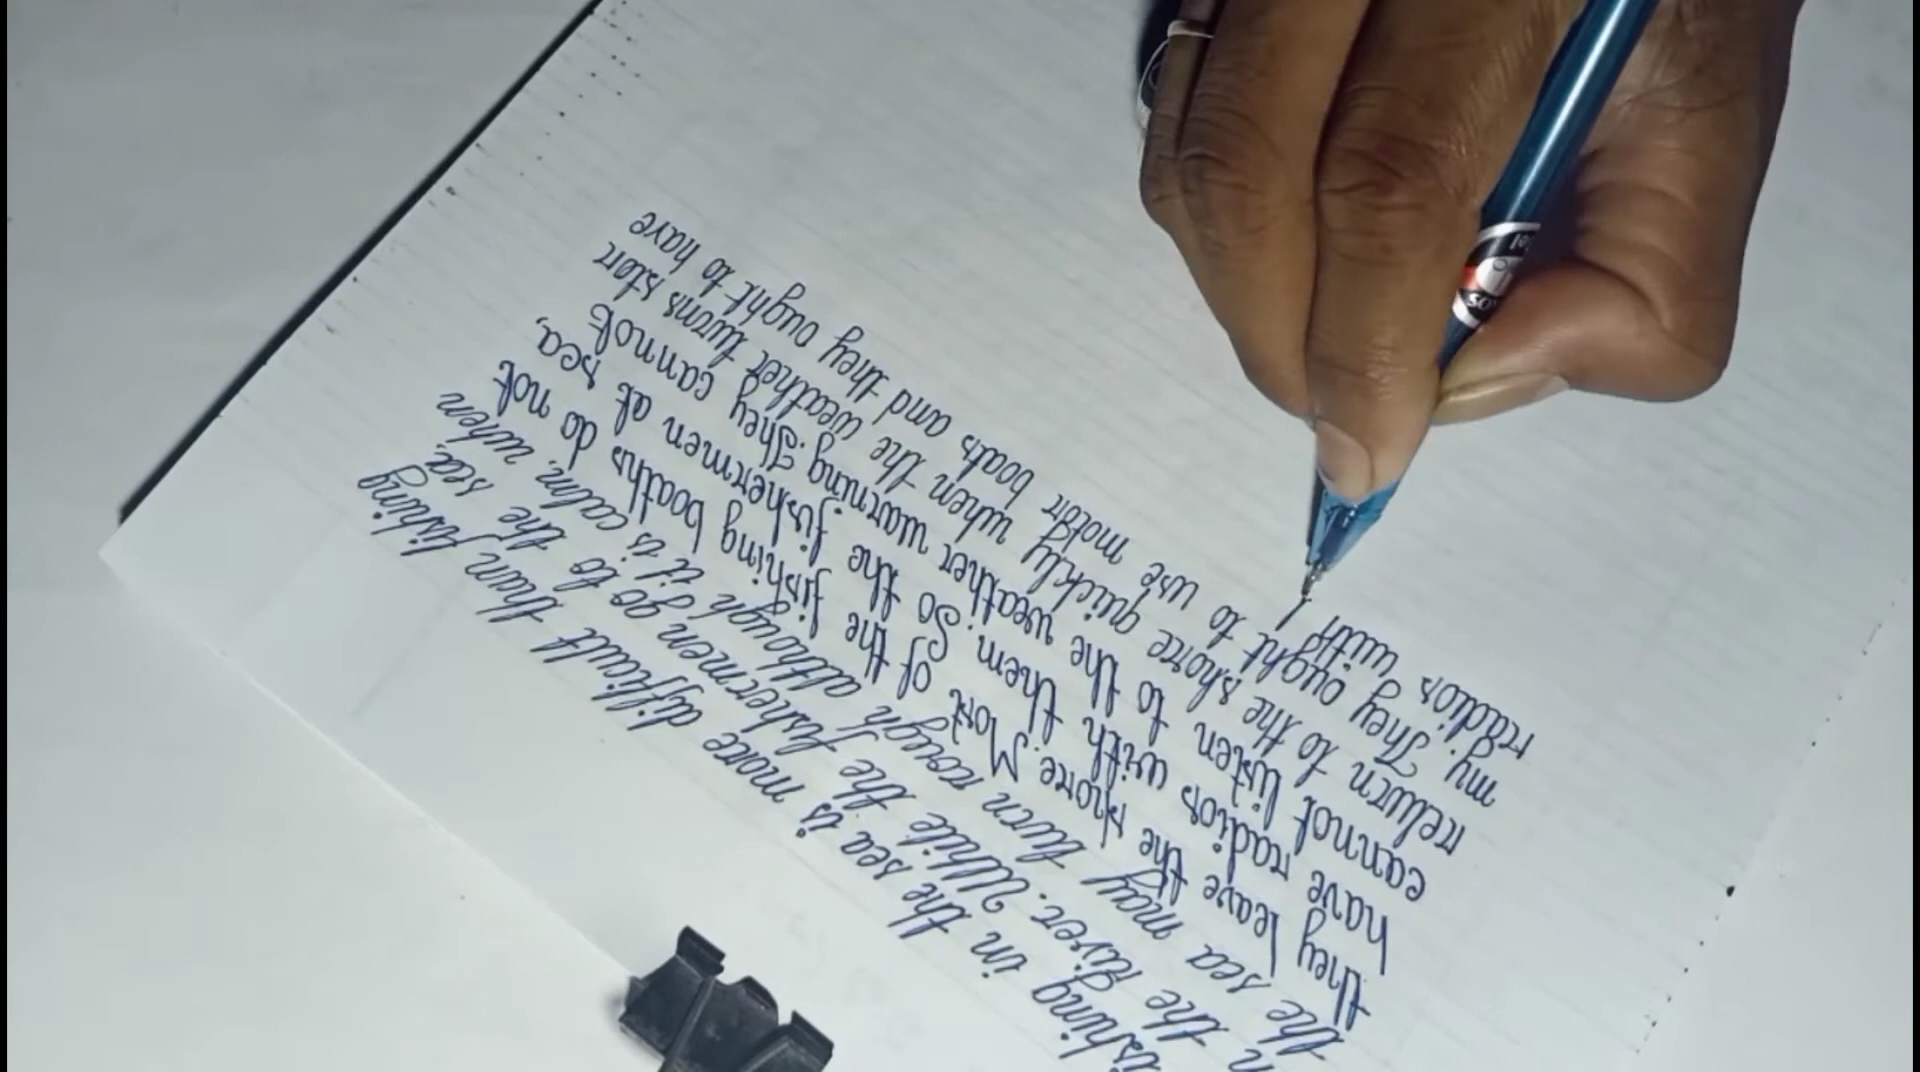 ishing in the sea is more difficult than fishing
n the River. While the fishermen go to the sea.
the sea may turn rough although it is calm. when
they leave the shore. Most of the fishing boaths do not
have radios with them. So the fishermen at sea,
cannot listen to the weather warning. They cannot
return to the shore quickly when the weather turns stor
my. They ought to use motor boats and they ought to have
radios with